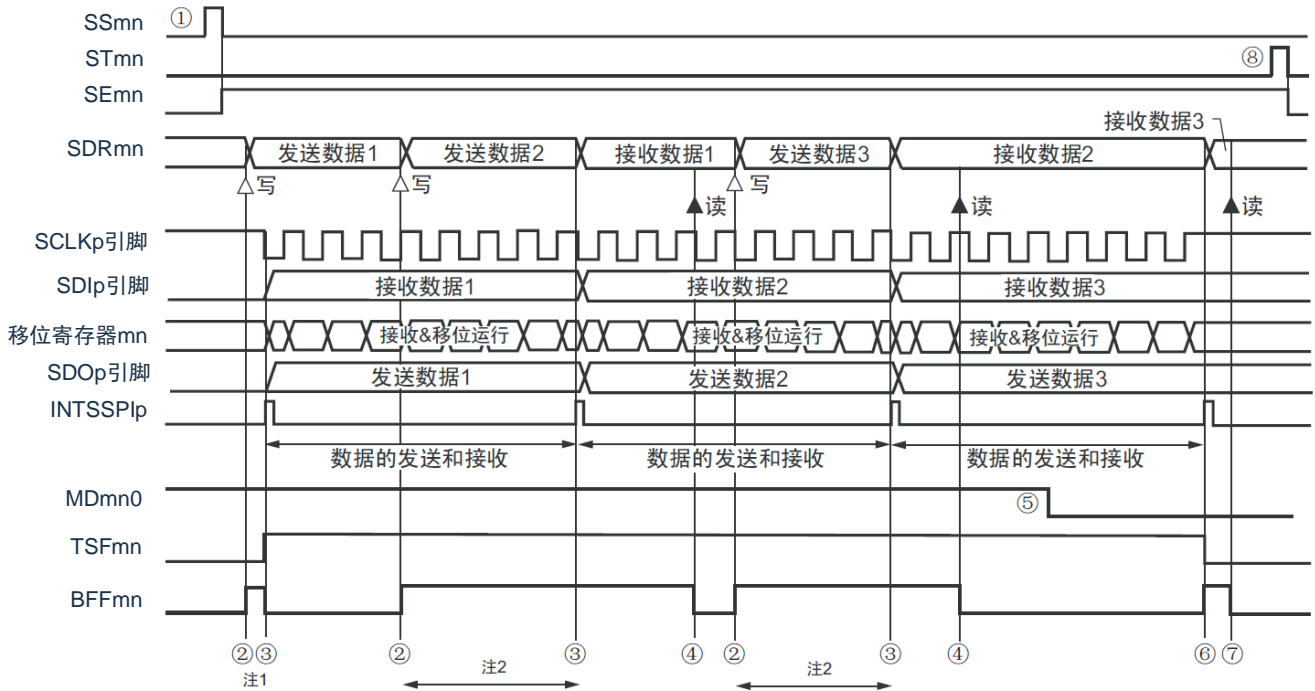 SSmn ①
STmn ⑧
SEmn
接收数据3
SDRmn 发送数据1 发送数据2 接收数据1 发送数据3 接收数据2
写 写 读 写 读 读
SCLKp引脚
SDIp引脚 接收数据1 接收数据2 接收数据3
移位寄存器mn 接收&移位运行 接收&移位运行 接收&移位运行
SDOp引脚 发送数据1 发送数据2 发送数据3
INTSSPIp
数据的发送和接收 数据的发送和接收 数据的发送和接收
MDmn0 ⑤
TSFmn
BFFmn
② ③ ② ③ ④ ② ③ ④ ⑥ ⑦
注1 注2 注2